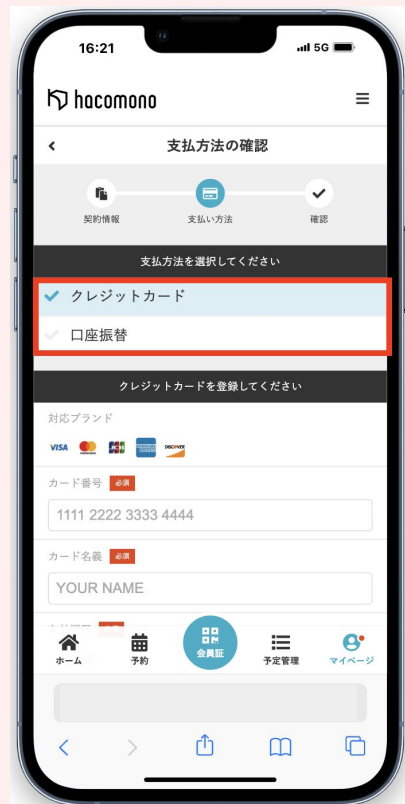 16:21
5G
hacomono
支払方法の確認
契約情報
支払い方法
確認
支払方法を選択してください
クレジットカード
口座振替
クレジットカードを登録してください
対応ブランド
VISA JCB DISCOVER
カード番号 必須
1111 2222 3333 4444
カード名義 必須
YOUR NAME
ホーム
予約
会員証
予定管理
マイページ